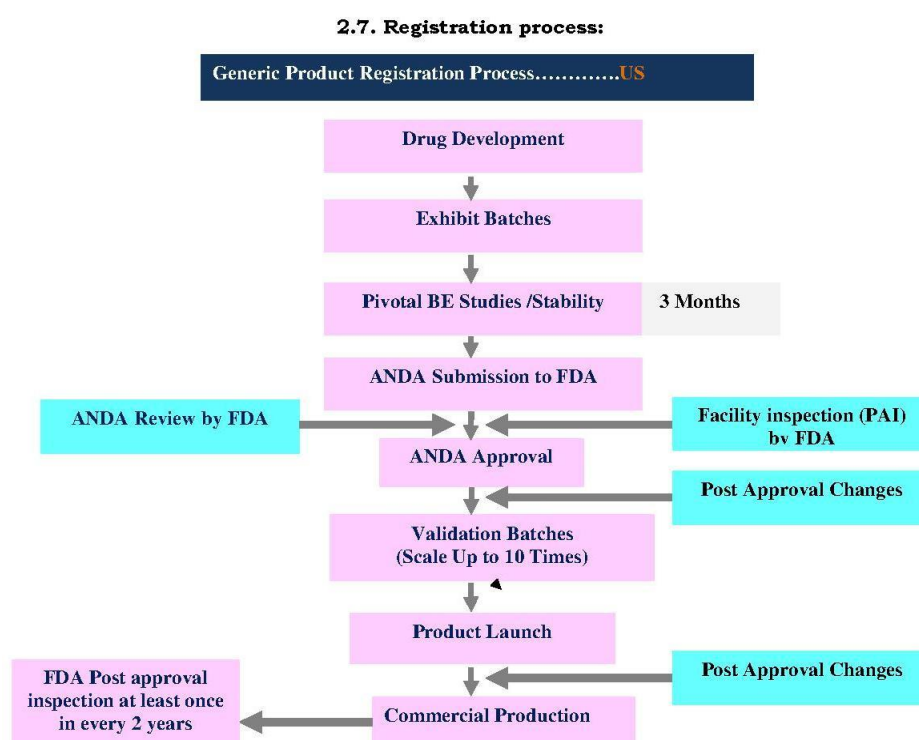 2.7. Registration process:
Generic Product Registration Process.............US
Drug Development
Exhibit Batches
Pivotal BE Studies /Stability
3 Months
ANDA Submission to FDA
ANDA Review by FDA
Facility inspection (PAI)
by FDA
ANDA Approval
Post Approval Changes
Validation Batches
(Scale Up to 10 Times)
Product Launch
FDA Post approval
inspection at least once
in every 2 years
Post Approval Changes
Commercial Production